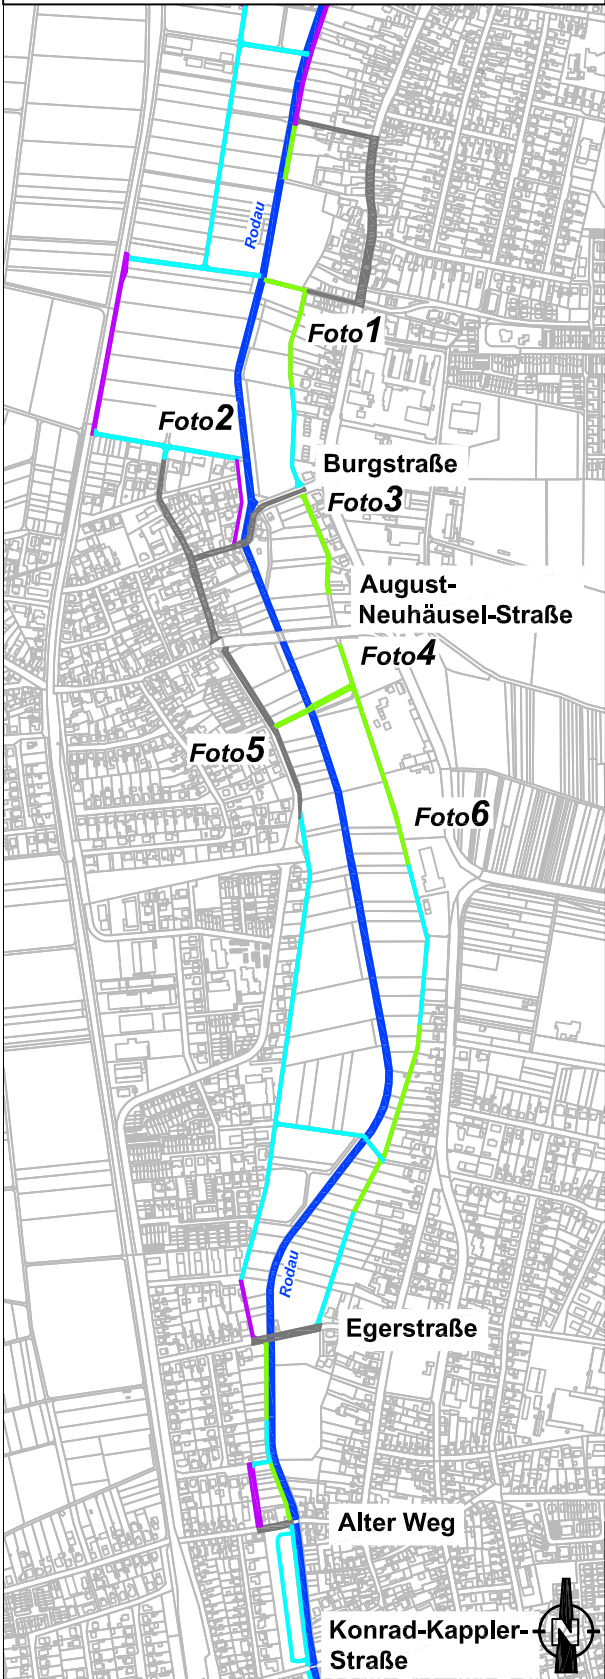 Rodau
Foto1
Foto2
Burgstraße
Foto3
August-
Neuhäusel-Straße
Foto4
Foto5
Foto6
Rodau
Egerstraße
Alter Weg
Konrad-Kappler-
Straße
N